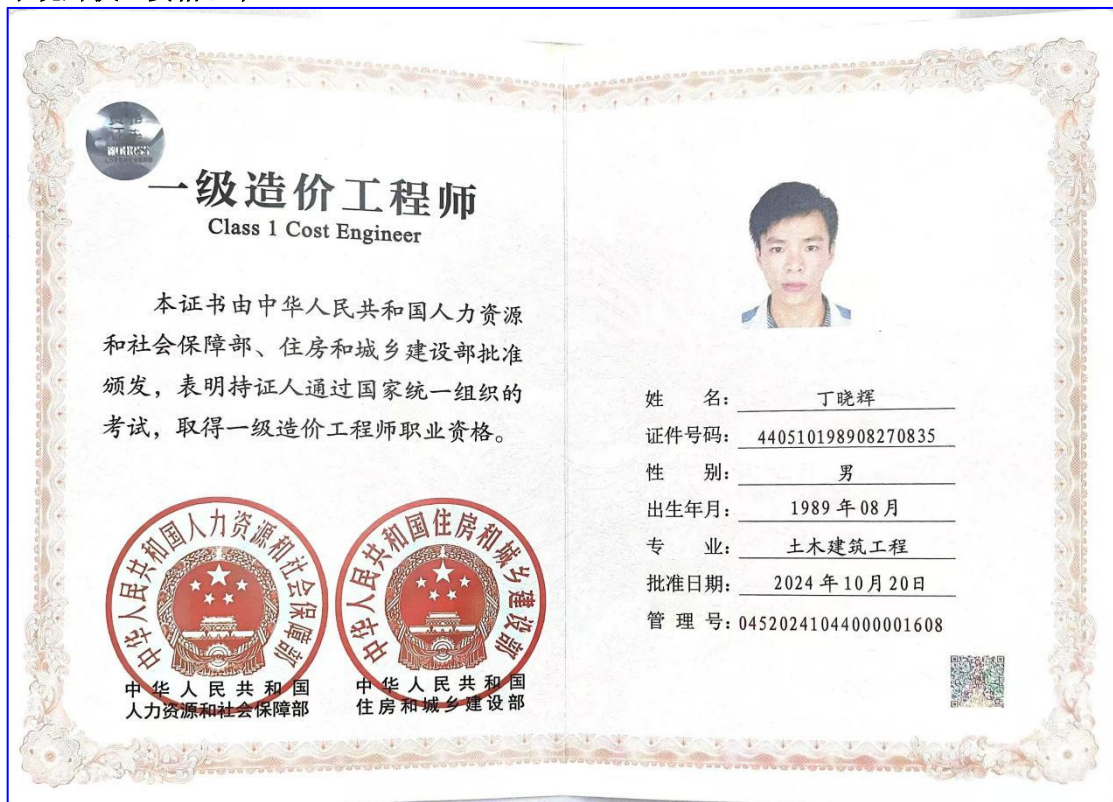 一级造价工程师
Class 1 Cost Engineer
本证书由中华人民共和国人力资源
和社会保障部、住房和城乡建设部批准
颁发，表明持证人通过国家统一组织的
考试，取得一级造价工程师职业资格。
中华人民共和国人力资源和社会保障部
中华人民共和国住房和城乡建设部
中华人民共和国
人力资源和社会保障部
中华人民共和国
住房和城乡建设部
姓 名：丁晓辉
证件号码：440510198908270835
性 别：男
出生年月：1989年08月
专 业：土木建筑工程
批准日期：2024年10月20日
管 理 号：04520241044000001608